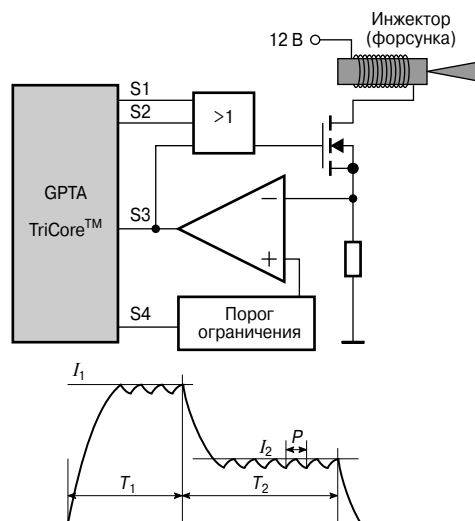 Инжектор
(форсунка)
12 В
S1
S2
>1
GPTA
TriCore™
S3
−
+
S4
Порог
ограничения
I₁
I₂
P
T₁
T₂